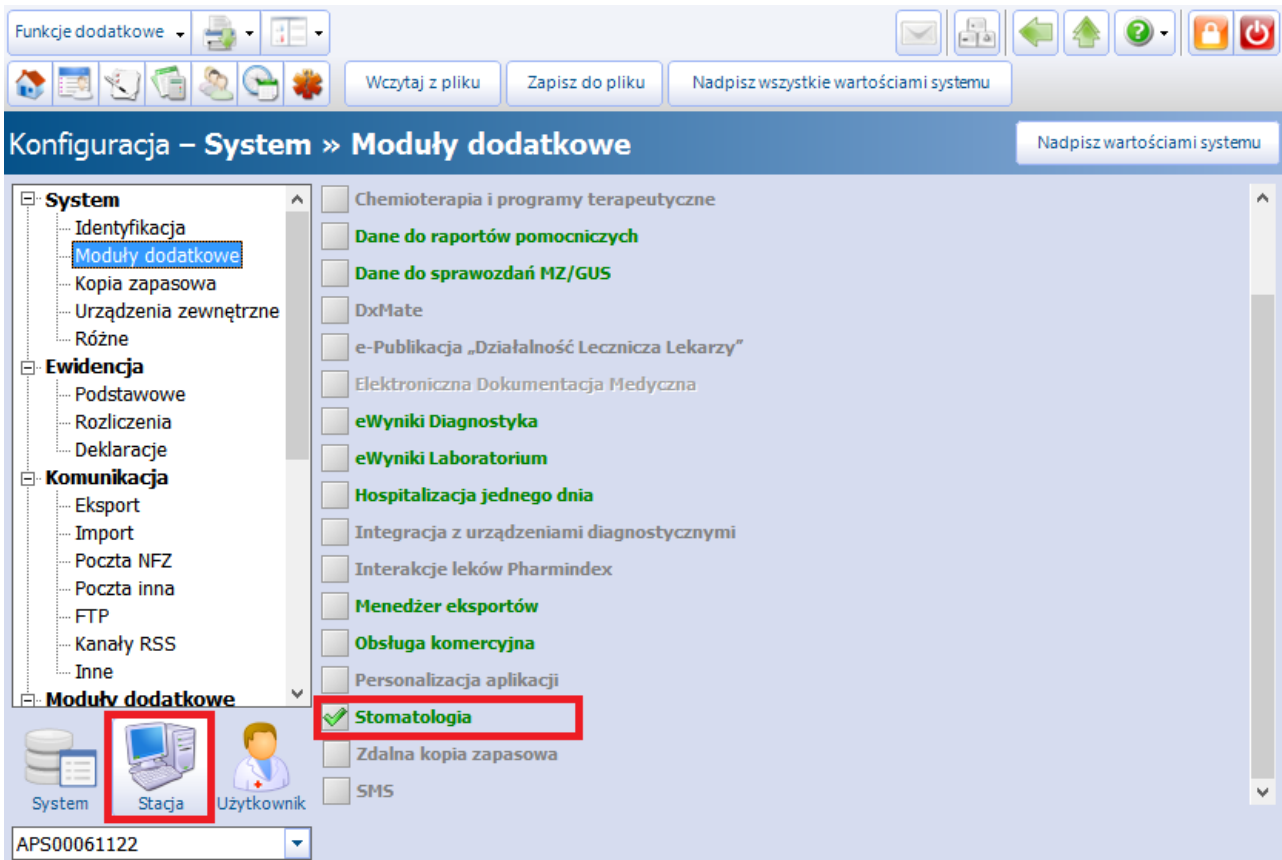 Funkcje dodatkowe
Wczytaj z pliku
Zapisz do pliku
Nadpisz wszystkie wartościami systemu
Konfiguracja – System » Moduły dodatkowe
Nadpisz wartościami systemu
System
Identyfikacja
Moduły dodatkowe
Kopia zapasowa
Urządzenia zewnętrzne
Różne
Ewidencja
Podstawowe
Rozliczenia
Deklaracje
Komunikacja
Eksport
Import
Poczta NFZ
Poczta inna
FTP
Kanały RSS
Inne
Moduły dodatkowe
System
Stacja
Użytkownik
APS00061122
Chemioterapia i programy terapeutyczne
Dane do raportów pomocniczych
Dane do sprawozdań MZ/GUS
DxMate
e-Publikacja „Działalność Lecznicza Lekarzy”
Elektroniczna Dokumentacja Medyczna
eWyniki Diagnostyka
eWyniki Laboratorium
Hospitalizacja jednego dnia
Integracja z urządzeniami diagnostycznymi
Interakcje leków Pharmindex
Menedżer eksportów
Obsługa komercyjna
Personalizacja aplikacji
Stomatologia
Zdalna kopia zapasowa
SMS